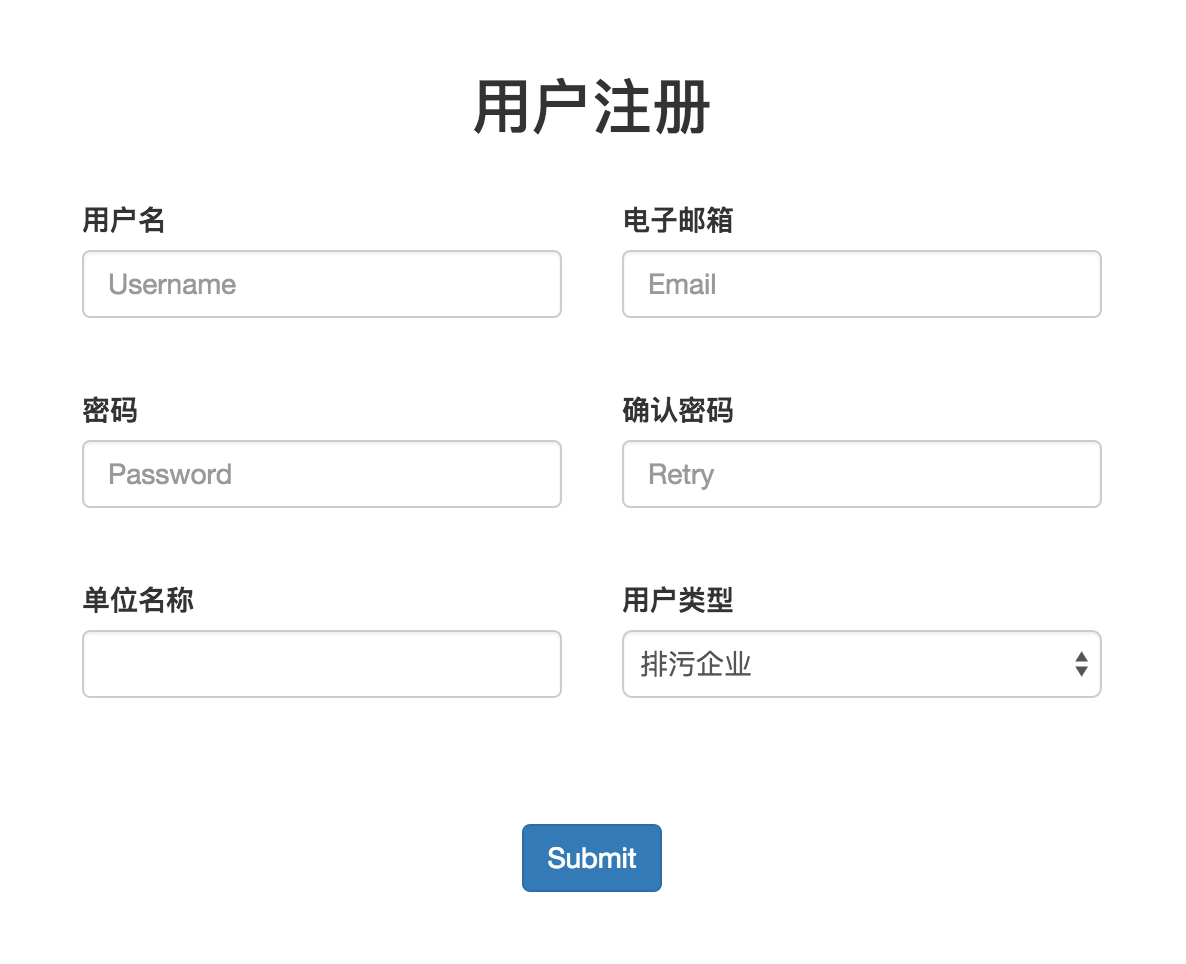 用户注册
用户名
电子邮箱
Username
Email
密码
确认密码
Password
Retry
单位名称
用户类型
排污企业
Submit